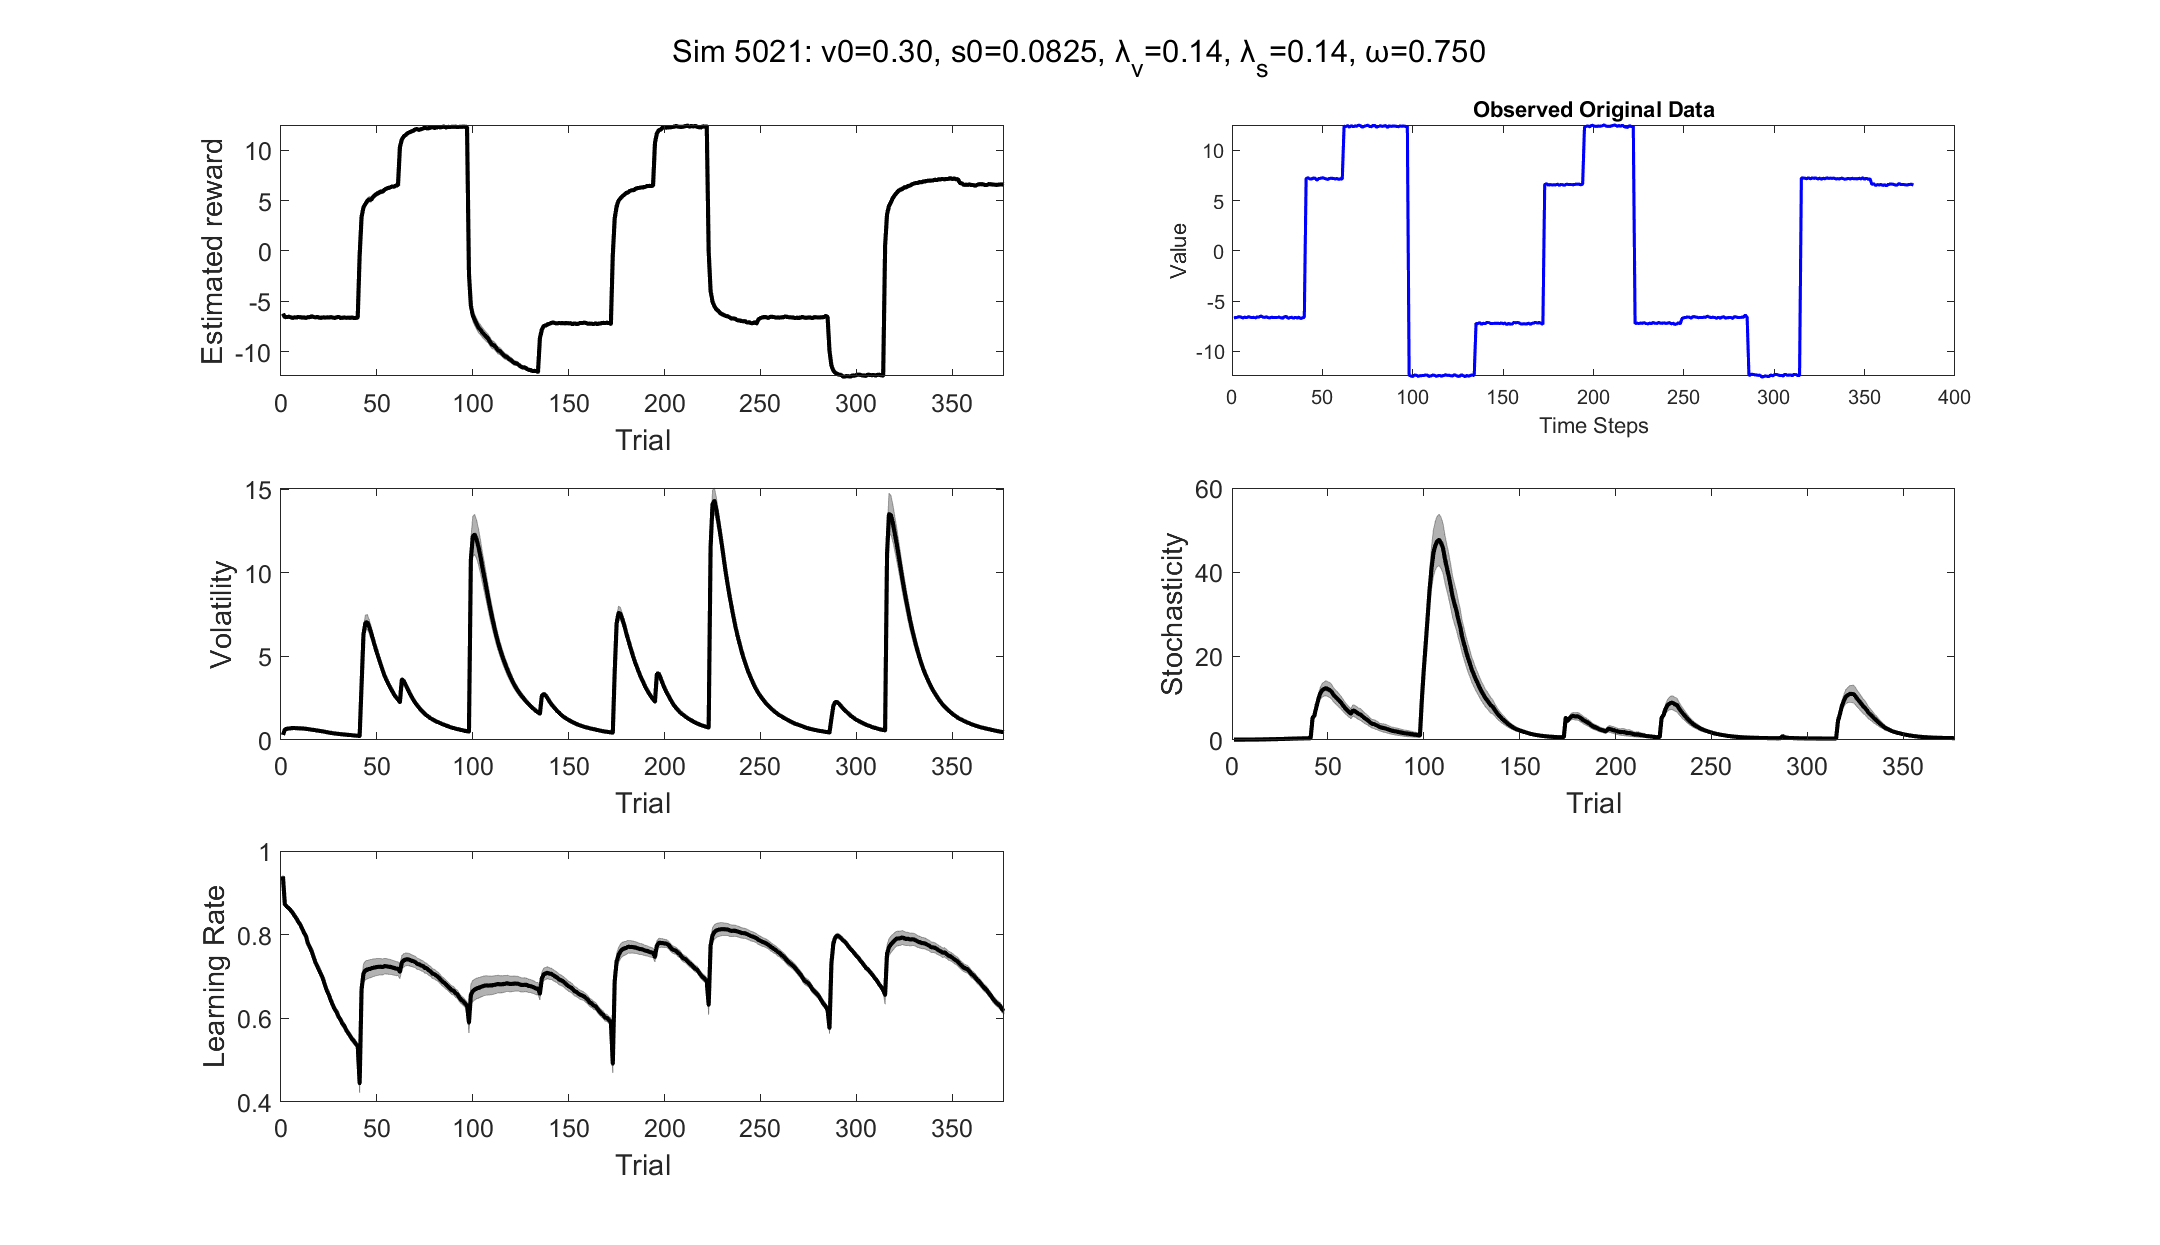 Sim 5021: v0=0.30, s0=0.0825, λ_v=0.14, λ_s=0.14, ω=0.750
Estimated reward
10
5
0
-5
-10
0 50 100 150 200 250 300 350
Trial
Observed Original Data
Value
10
5
0
-5
-10
0 50 100 150 200 250 300 350 400
Time Steps
Volatility
15
10
5
0
0 50 100 150 200 250 300 350
Trial
Stochasticity
60
40
20
0
0 50 100 150 200 250 300 350
Trial
Learning Rate
1
0.8
0.6
0.4
0 50 100 150 200 250 300 350
Trial